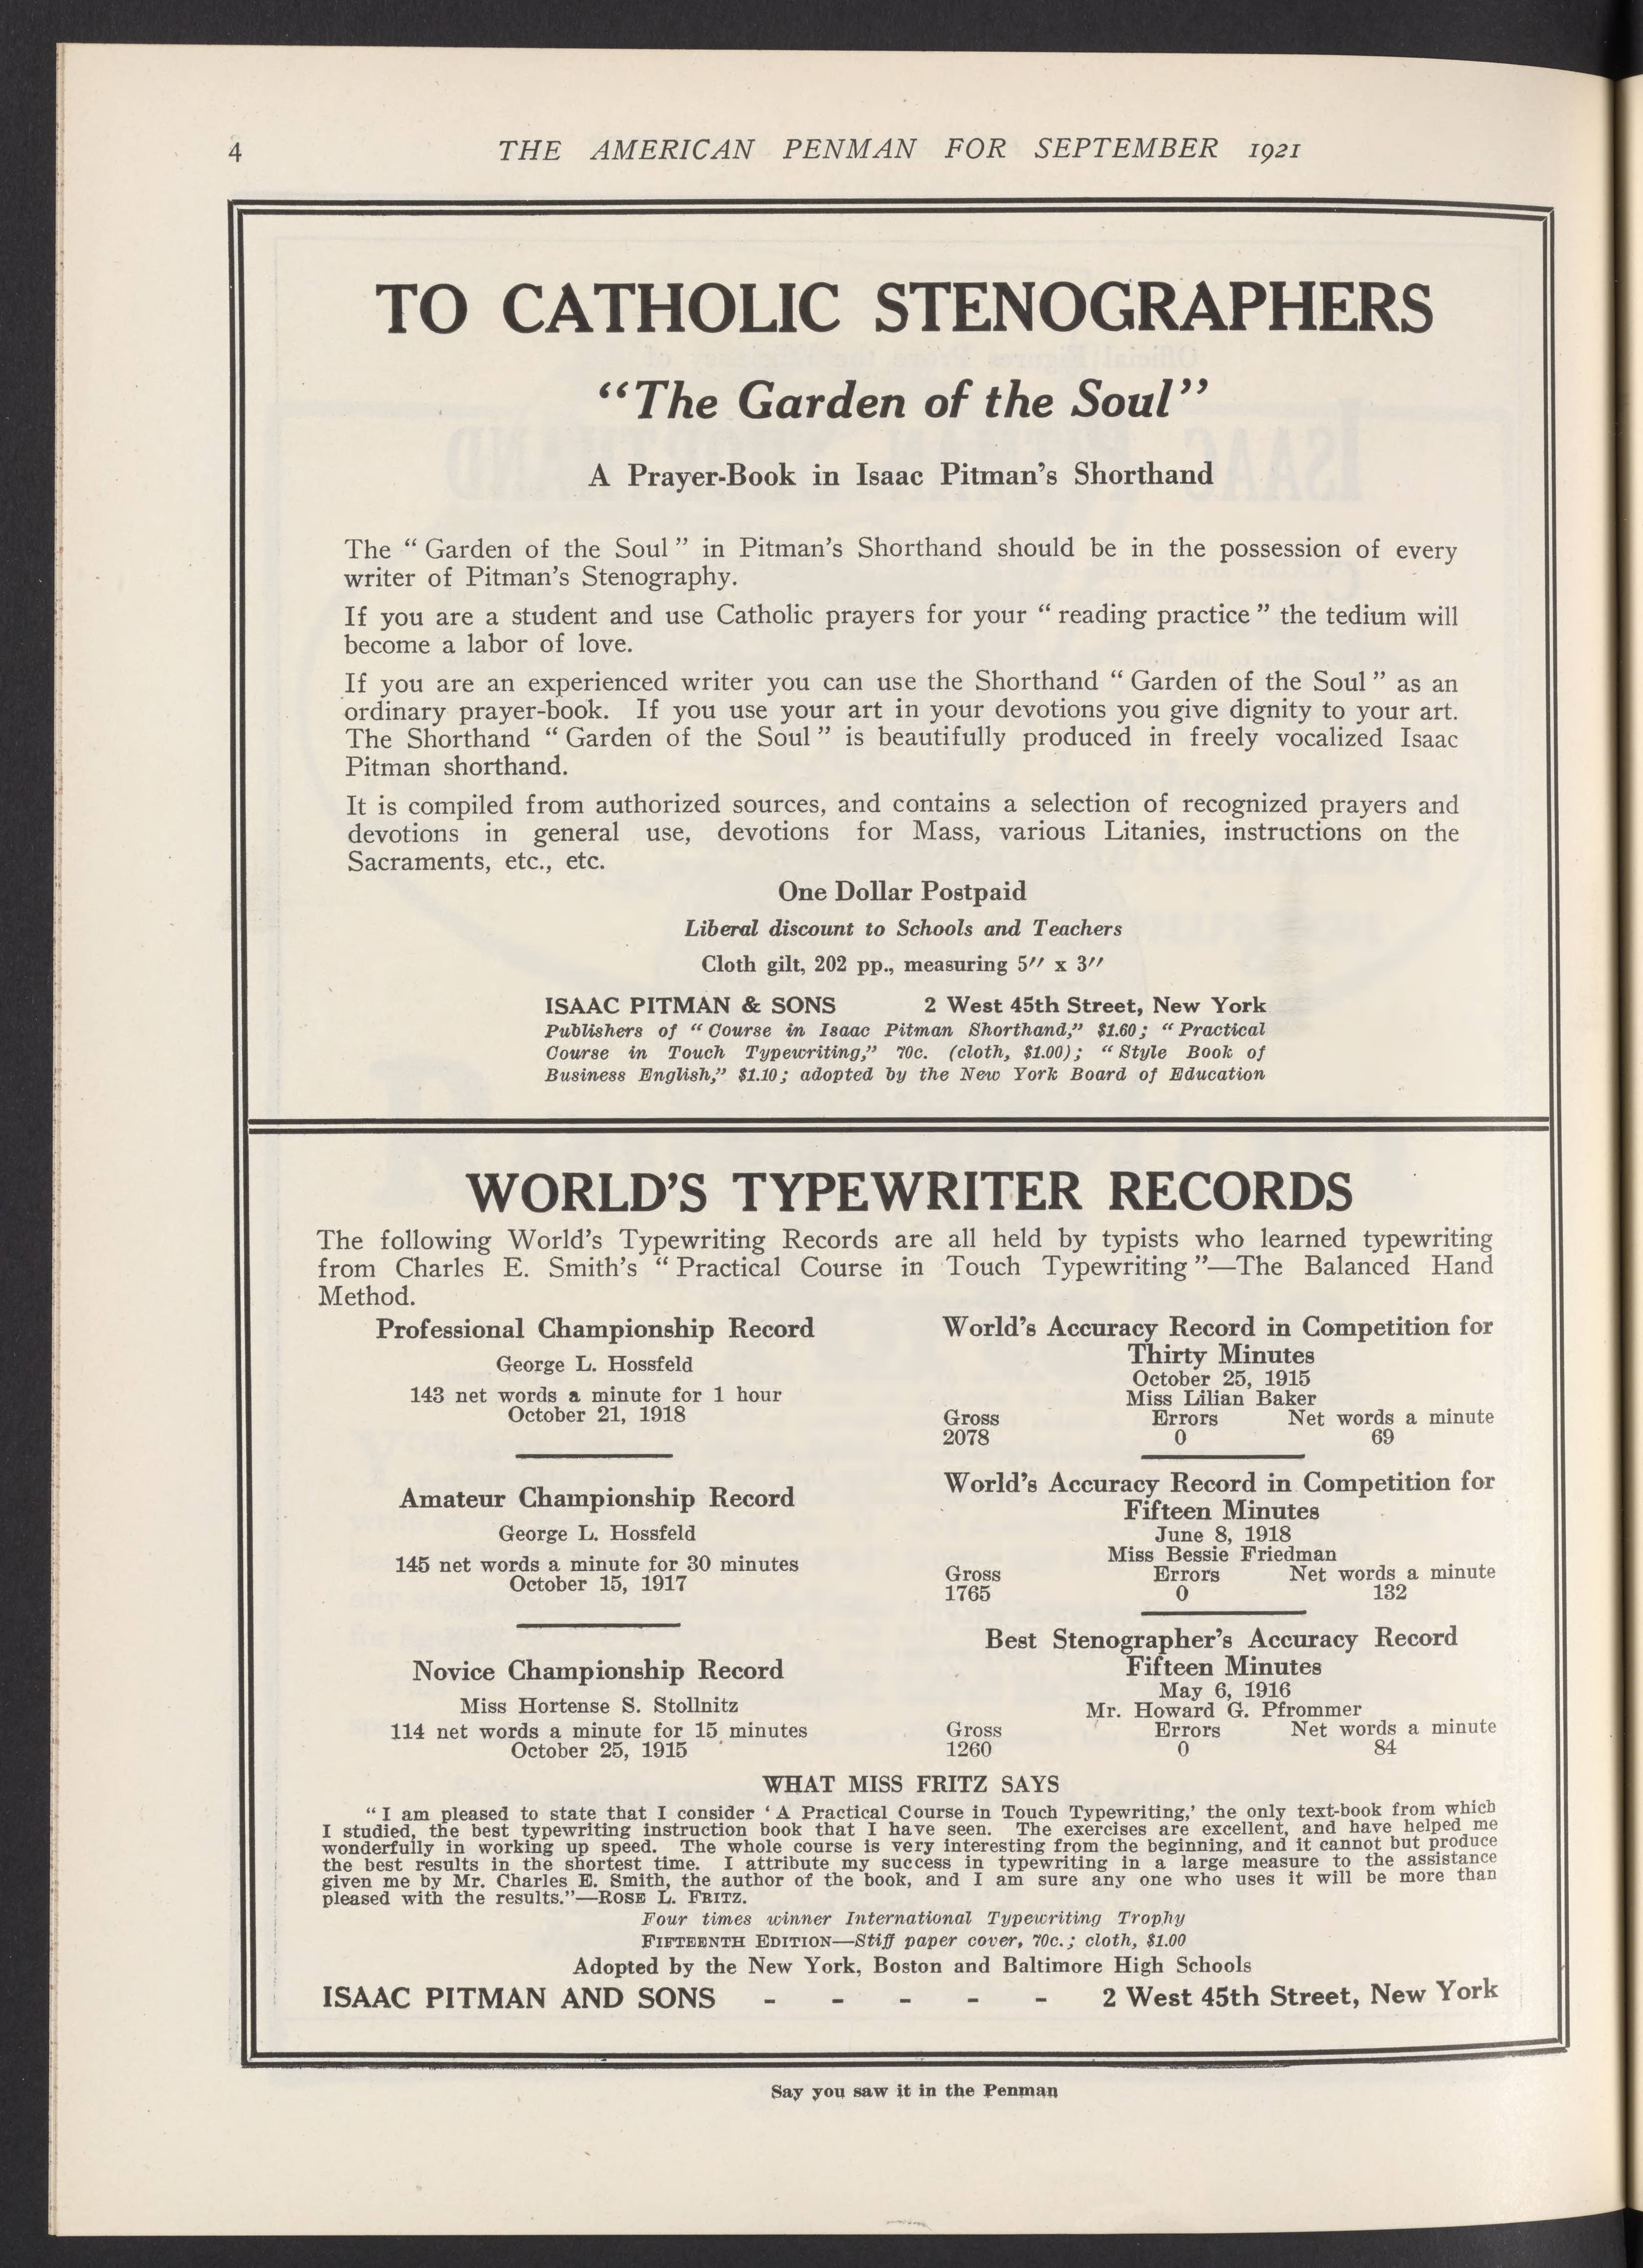 4
THE AMERICAN PENMAN FOR SEPTEMBER 1921
TO CATHOLIC STENOGRAPHERS
“The Garden of the Soul”
A Prayer-Book in Isaac Pitman’s Shorthand
The “ Garden of the Soul ” in Pitman’s Shorthand should be in the possession of every
writer of Pitman’s Stenography.
If you are a student and use Catholic prayers for your “ reading practice ” the tedium will
become a labor of love.
If you are an experienced writer you can use the Shorthand “ Garden of the Soul ” as an
ordinary prayer-book. If you use your art in your devotions you give dignity to your art.
The Shorthand “ Garden of the Soul ” is beautifully produced in freely vocalized Isaac
Pitman shorthand.
It is compiled from authorized sources, and contains a selection of recognized prayers and
devotions in general use, devotions for Mass, various Litanies, instructions on the
Sacraments, etc., etc.
One Dollar Postpaid
Liberal discount to Schools and Teachers
Cloth gilt, 202 pp., measuring 5′′ x 3′′
ISAAC PITMAN & SONS 2 West 45th Street, New York
Publishers of “ Course in Isaac Pitman Shorthand,” $1.60; “ Practical
Course in Touch Typewriting,” 70c. (cloth, $1.00); “ Style Book of
Business English,” $1.10; adopted by the New York Board of Education
WORLD’S TYPEWRITER RECORDS
The following World’s Typewriting Records are all held by typists who learned typewriting
from Charles E. Smith’s “ Practical Course in Touch Typewriting ”—The Balanced Hand
Method.
Professional Championship Record
George L. Hossfeld
143 net words a minute for 1 hour
October 21, 1918
Amateur Championship Record
George L. Hossfeld
145 net words a minute for 30 minutes
October 15, 1917
Novice Championship Record
Miss Hortense S. Stollnitz
114 net words a minute for 15 minutes
October 25, 1915
World’s Accuracy Record in Competition for
Thirty Minutes
October 25, 1915
Miss Lilian Baker
Gross Errors Net words a minute
2078 0 69
World’s Accuracy Record in Competition for
Fifteen Minutes
June 8, 1918
Miss Bessie Friedman
Gross Errors Net words a minute
1765 0 132
Best Stenographer’s Accuracy Record
Fifteen Minutes
May 6, 1916
Mr. Howard G. Pfrommer
Gross Errors Net words a minute
1260 0 84
WHAT MISS FRITZ SAYS
“ I am pleased to state that I consider ‘ A Practical Course in Touch Typewriting,’ the only text-book from which
I studied, the best typewriting instruction book that I have seen. The exercises are excellent, and have helped me
wonderfully in working up speed. The whole course is very interesting from the beginning, and it cannot but produce
the best results in the shortest time. I attribute my success in typewriting in a large measure to the assistance
given me by Mr. Charles E. Smith, the author of the book, and I am sure any one who uses it will be more than
pleased with the results.”—ROSE L. FRITZ.
Four times winner International Typewriting Trophy
FIFTEENTH EDITION—Stiff paper cover, 70c.; cloth, $1.00
Adopted by the New York, Boston and Baltimore High Schools
ISAAC PITMAN AND SONS - - - - - 2 West 45th Street, New York
Say you saw it in the Penman